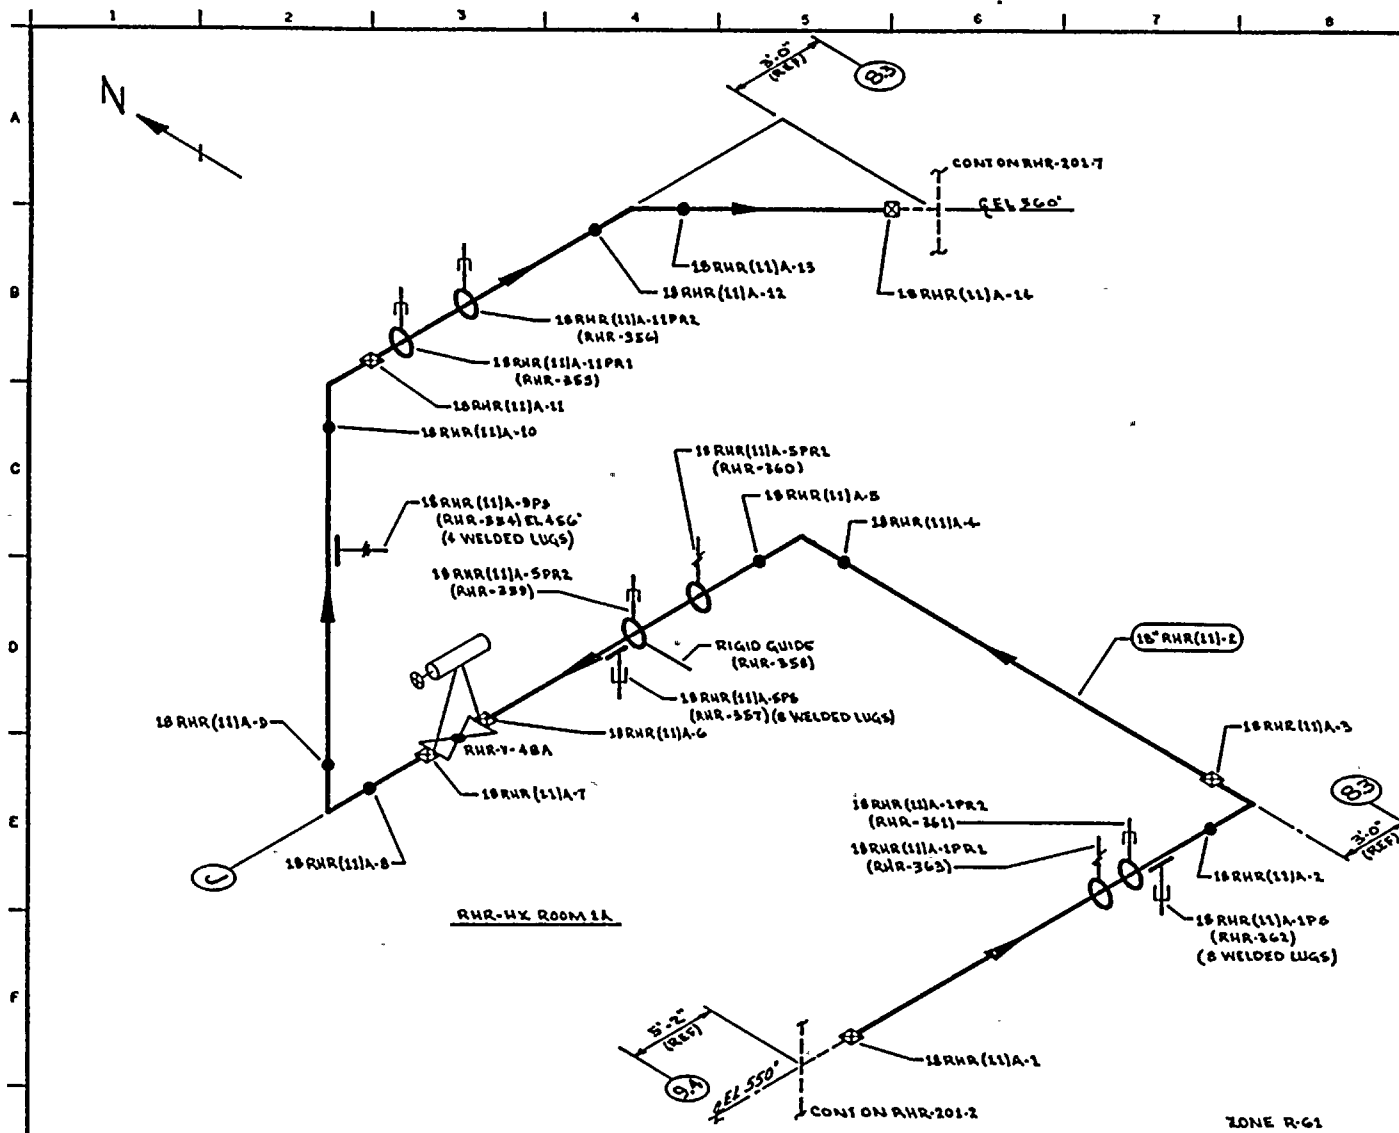 1 2 3 4 5 6 7 8
A
B
C
D
E
F
N
3'-0"
(REF)
8.3
CONT ON RHR-201-7
℄ EL 560'
18RHR(11)A-13
18RHR(11)A-12
18RHR(11)A-14
18RHR(11)A-11PR2
(RHR-356)
18RHR(11)A-11PR1
(RHR-355)
18RHR(11)A-11
18RHR(11)A-10
18RHR(11)A-5PR1
(RHR-360)
18RHR(11)A-5
18RHR(11)A-4
18RHR(11)A-9PS
(RHR-354) EL 456'
(4 WELDED LUGS)
18RHR(11)A-5PR2
(RHR-359)
RIGID GUIDE
(RHR-358)
18"RHR(11)-2
18RHR(11)A-5PS
(RHR-357)(8 WELDED LUGS)
18RHR(11)A-9
18RHR(11)A-6
RHR-V-48A
18RHR(11)A-3
18RHR(11)A-7
8.3
18RHR(11)A-1PR2
(RHR-361)
18RHR(11)A-1PR1
(RHR-363)
3'-0"
(REF)
18RHR(11)A-8
J
18RHR(11)A-2
RHR-HX ROOM 1A
18RHR(11)A-1PS
(RHR-362)
(8 WELDED LUGS)
5'-2"
(REF)
9.4
℄ EL 550'
18RHR(11)A-1
CONT ON RHR-201-2
ZONE R-61